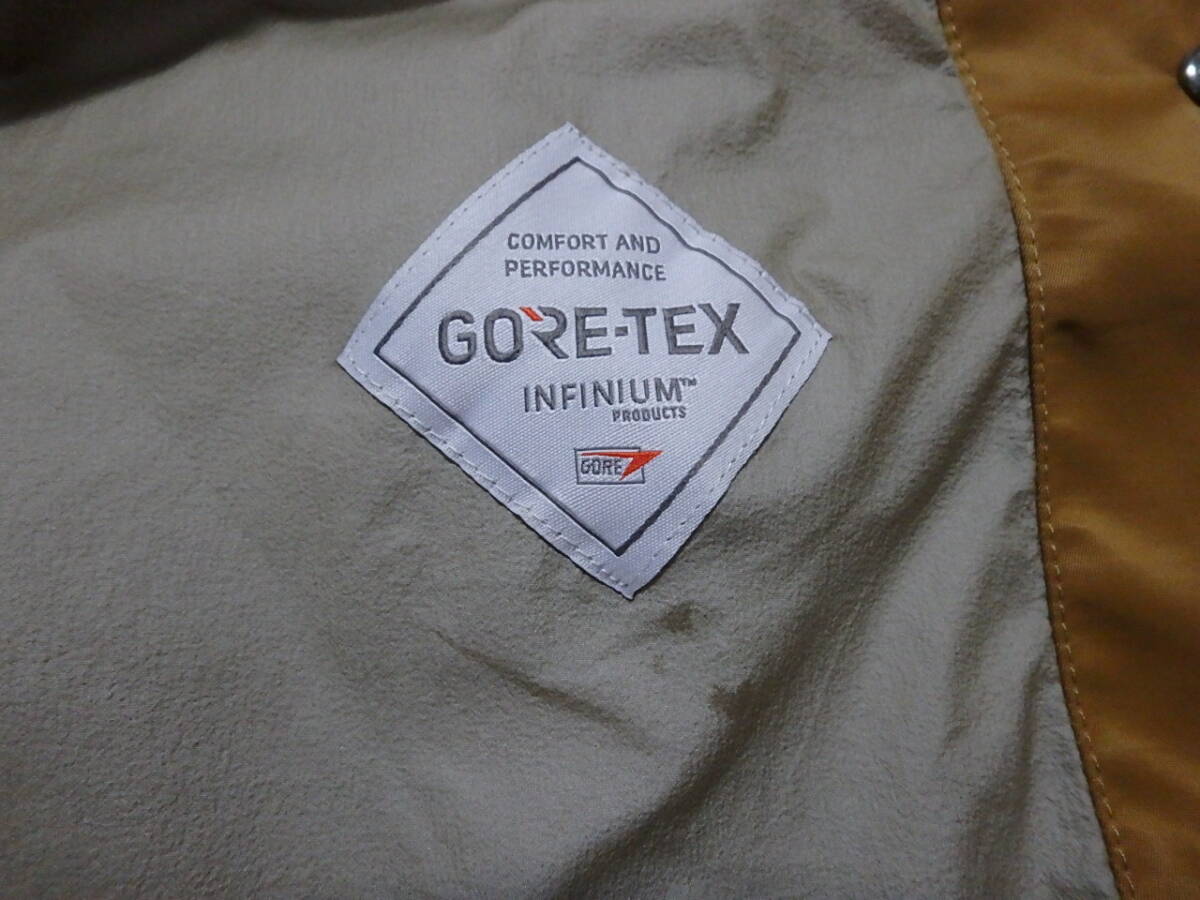 COMFORT AND
PERFORMANCE
GORE-TEX
INFINIUM™
PRODUCTS
GORE